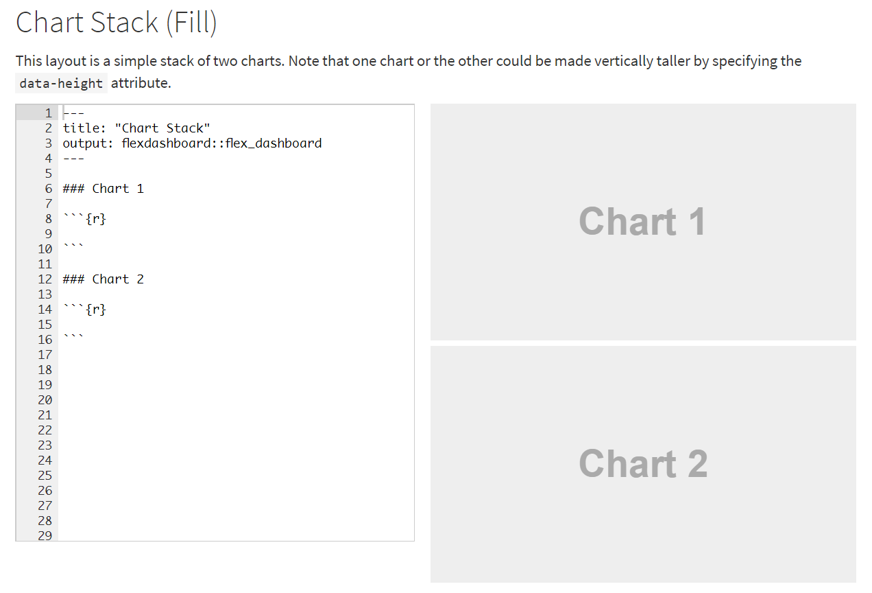 Chart Stack (Fill)
This layout is a simple stack of two charts. Note that one chart or the other could be made vertically taller by specifying the
data-height attribute.
1 ---
2 title: "Chart Stack"
3 output: flexdashboard::flex_dashboard
4 ---
5
6 ### Chart 1
7
8 ```{r}
9
10 ```
11
12 ### Chart 2
13
14 ```{r}
15
16 ```
17
18
19
20
21
22
23
24
25
26
27
28
29
Chart 1
Chart 2